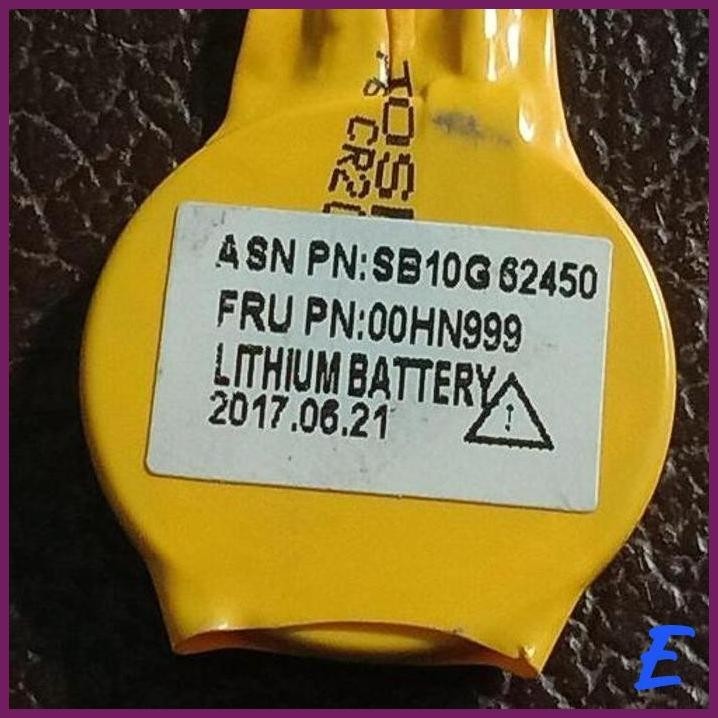 ASN PN:SB10G 62450
FRU PN:00HN999
LITHIUM BATTERY
2017.06.21
E